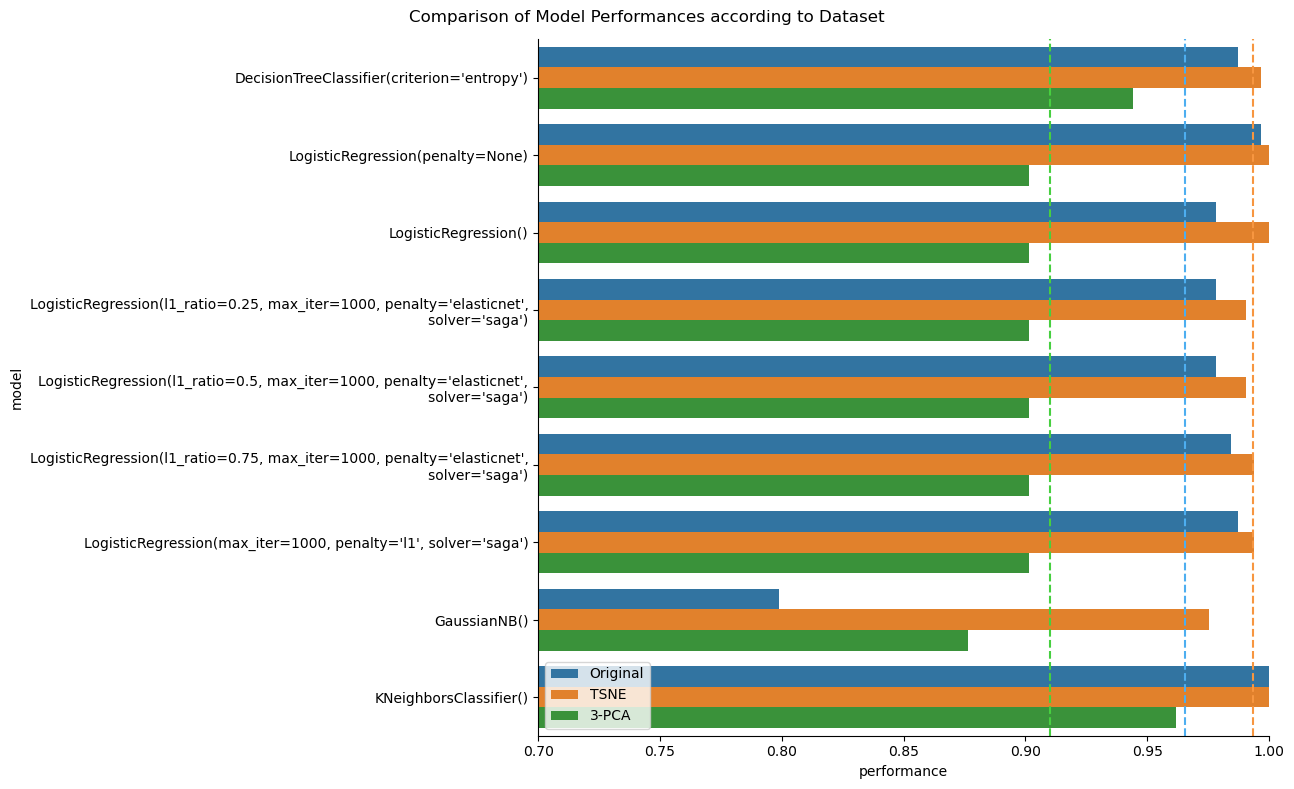 Comparison of Model Performances according to Dataset
DecisionTreeClassifier(criterion='entropy')
LogisticRegression(penalty=None)
LogisticRegression()
LogisticRegression(l1_ratio=0.25, max_iter=1000, penalty='elasticnet',
solver='saga')
LogisticRegression(l1_ratio=0.5, max_iter=1000, penalty='elasticnet',
solver='saga')
LogisticRegression(l1_ratio=0.75, max_iter=1000, penalty='elasticnet',
solver='saga')
LogisticRegression(max_iter=1000, penalty='l1', solver='saga')
GaussianNB()
KNeighborsClassifier()
model
Original
TSNE
3-PCA
0.70 0.75 0.80 0.85 0.90 0.95 1.00
performance